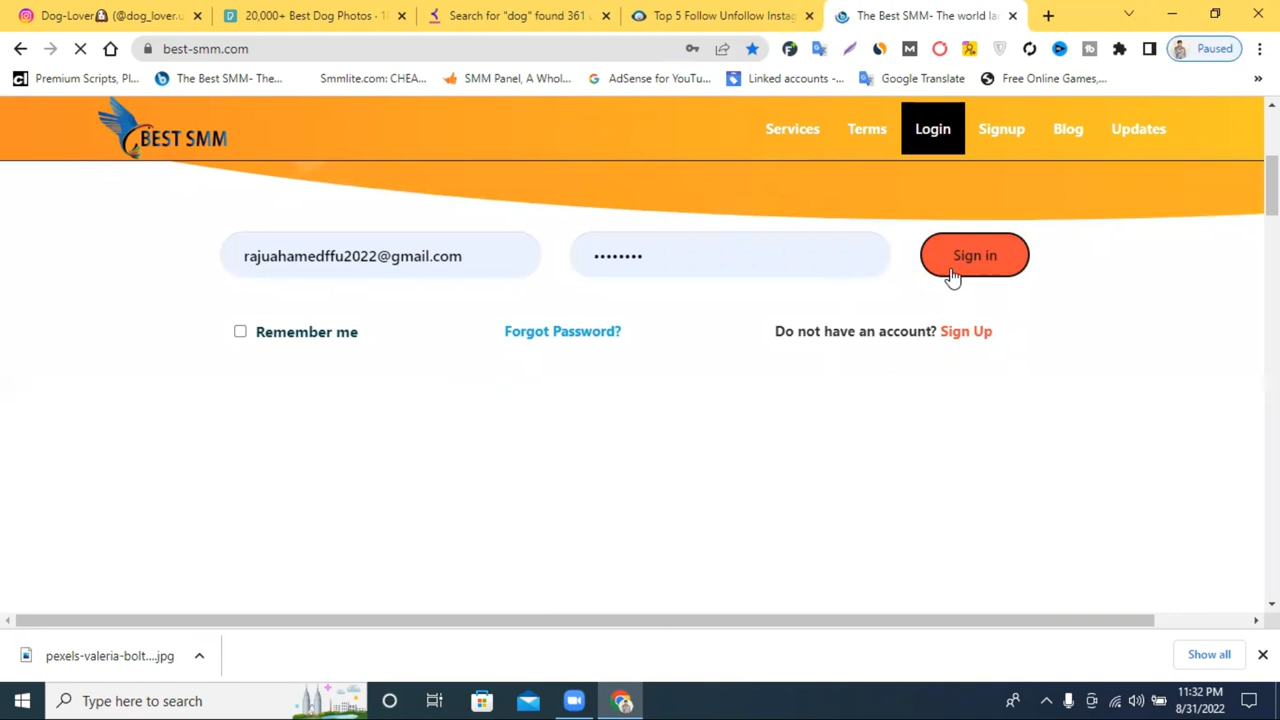 Dog-Lover (@dog_lover.u
20,000+ Best Dog Photos · 1
Search for "dog" found 361
Top 5 Follow Unfollow Instag
The Best SMM- The world la
best-smm.com
Paused
Premium Scripts, Pl...
The Best SMM- The...
Smmlite.com: CHEA...
SMM Panel, A Whol...
AdSense for YouTu...
Linked accounts -...
Google Translate
Free Online Games,...
BEST SMM
Services
Terms
Login
Signup
Blog
Updates
rajuahamedffu2022@gmail.com
••••••••
Sign in
Remember me
Forgot Password?
Do not have an account? Sign Up
pexels-valeria-bolt....jpg
Show all
Type here to search
11:32 PM
8/31/2022